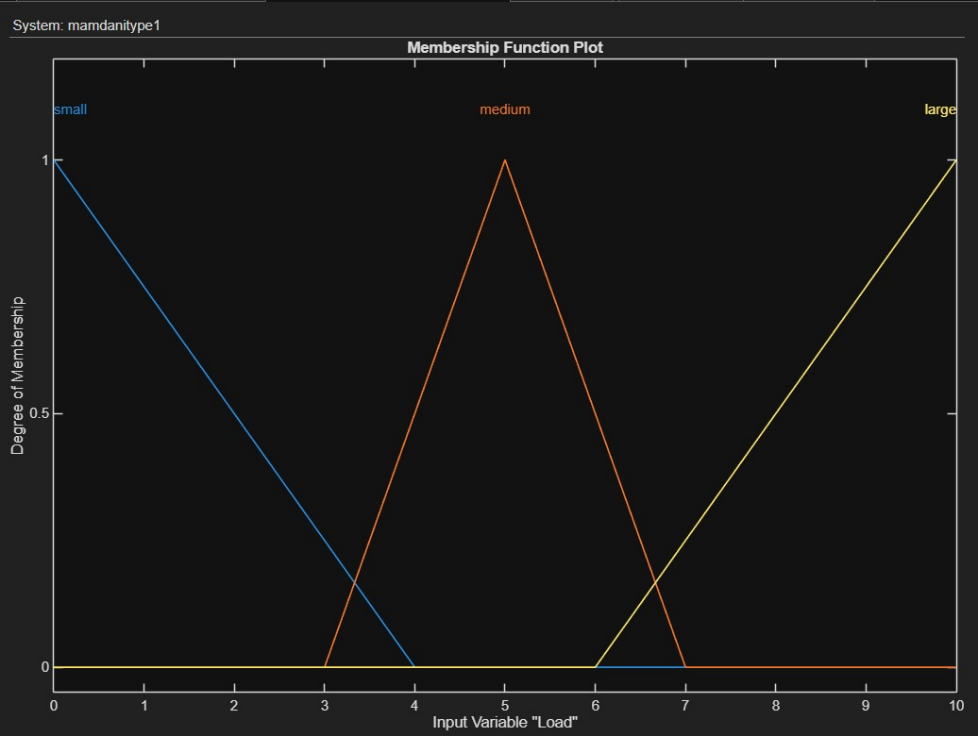 System: mamdanitype1
Membership Function Plot
small medium large
1
0.5
0
Degree of Membership
0 1 2 3 4 5 6 7 8 9 10
Input Variable "Load"